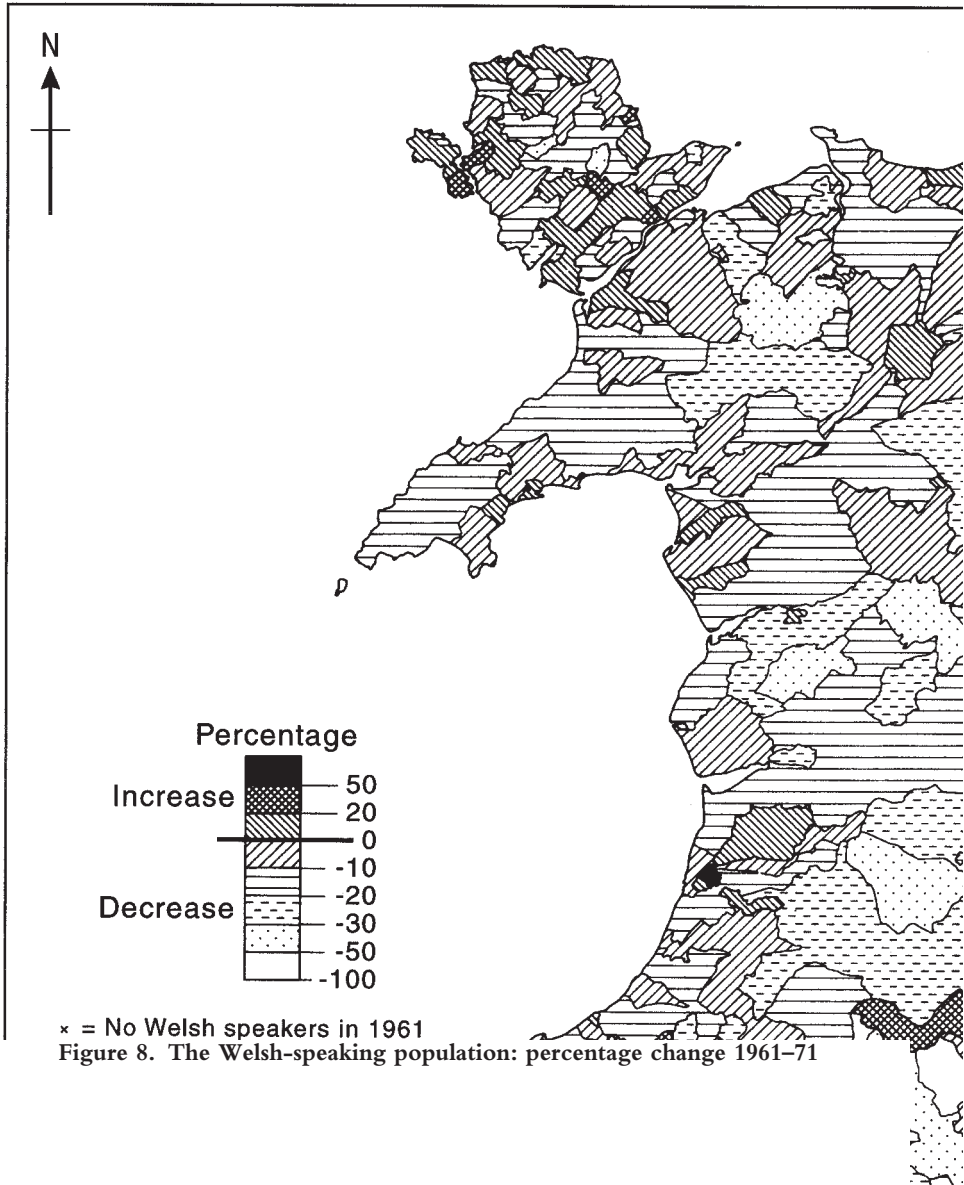 N
Percentage
Increase
50
20
0
-10
-20
Decrease
-30
-50
-100
× = No Welsh speakers in 1961
Figure 8. The Welsh-speaking population: percentage change 1961–71